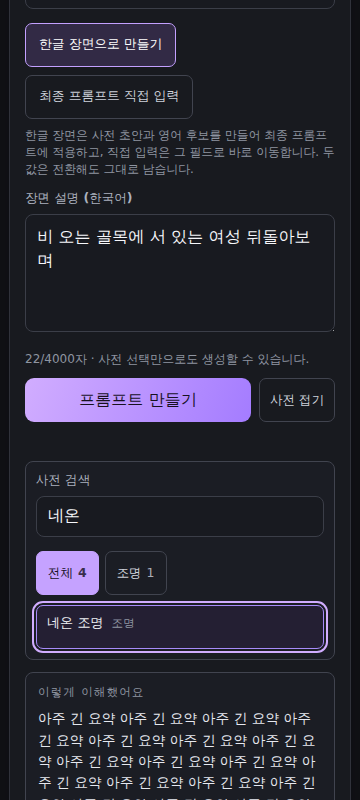 한글 장면으로 만들기
최종 프롬프트 직접 입력
한글 장면은 사전 초안과 영어 후보를 만들어 최종 프롬프
트에 적용하고, 직접 입력은 그 필드로 바로 이동합니다. 두
값은 전환해도 그대로 남습니다.
장면 설명 (한국어)
비 오는 골목에 서 있는 여성 뒤돌아보
며
22/4000자 · 사전 선택만으로도 생성할 수 있습니다.
프롬프트 만들기
사전 접기
사전 검색
네온
전체 4
조명 1
네온 조명 조명
이렇게 이해했어요
아주 긴 요약 아주 긴 요약 아주 긴 요약 아주
긴 요약 아주 긴 요약 아주 긴 요약 아주 긴 요
약 아주 긴 요약 아주 긴 요약 아주 긴 요약 아
주 긴 요약 아주 긴 요약 아주 긴 요약 아주 긴